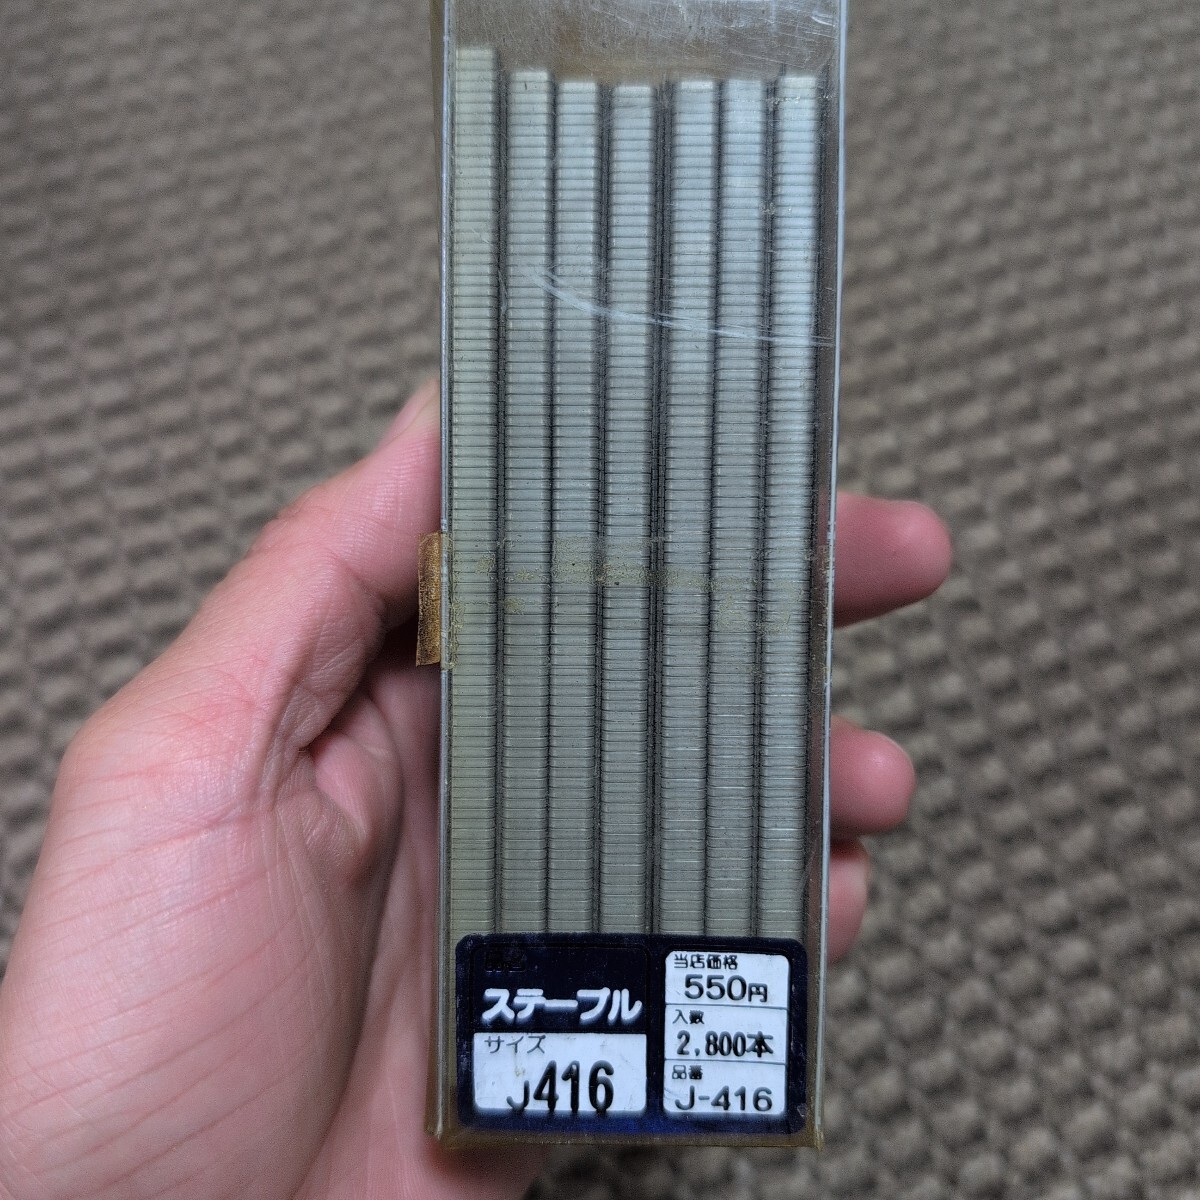 ステープル
サイズ
J416
当店価格
550円
入数
2,800本
品番
J-416